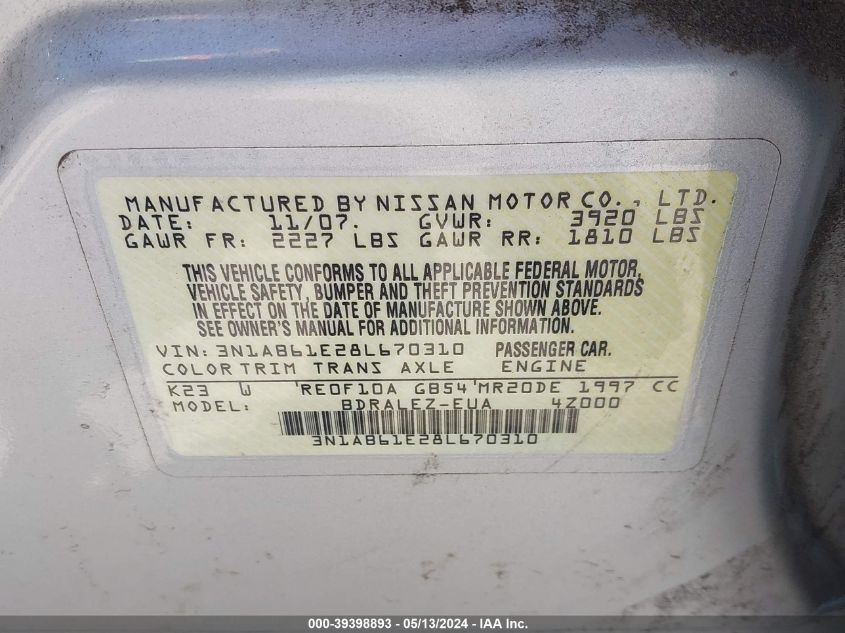 MANUFACTURED BY NISSAN MOTOR CO., LTD.
DATE: 11/07. GVWR: 3920 LBS
GAWR FR: 2227 LBS GAWR RR: 1810 LBS
THIS VEHICLE CONFORMS TO ALL APPLICABLE FEDERAL MOTOR,
VEHICLE SAFETY, BUMPER AND THEFT PREVENTION STANDARDS
IN EFFECT ON THE DATE OF MANUFACTURE SHOWN ABOVE.
SEE OWNER'S MANUAL FOR ADDITIONAL INFORMATION.
VIN: 3N1AB61E28L670310 PASSENGER CAR.
COLOR TRIM TRANS AXLE ENGINE
K23 W 'RE0F10A GB54' MR20DE 1997 CC
MODEL: BDRALEZ-EUA 4Z000
3N1AB61E28L670310
000-39398893 - 05/13/2024 - IAA Inc.